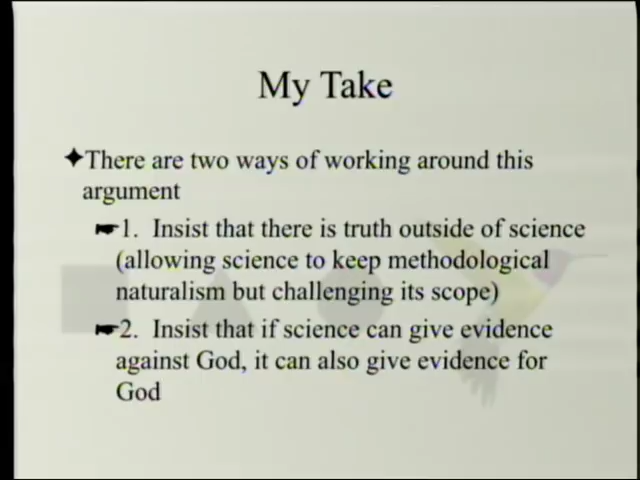 My Take
There are two ways of working around this
argument
1. Insist that there is truth outside of science
(allowing science to keep methodological
naturalism but challenging its scope)
2. Insist that if science can give evidence
against God, it can also give evidence for
God